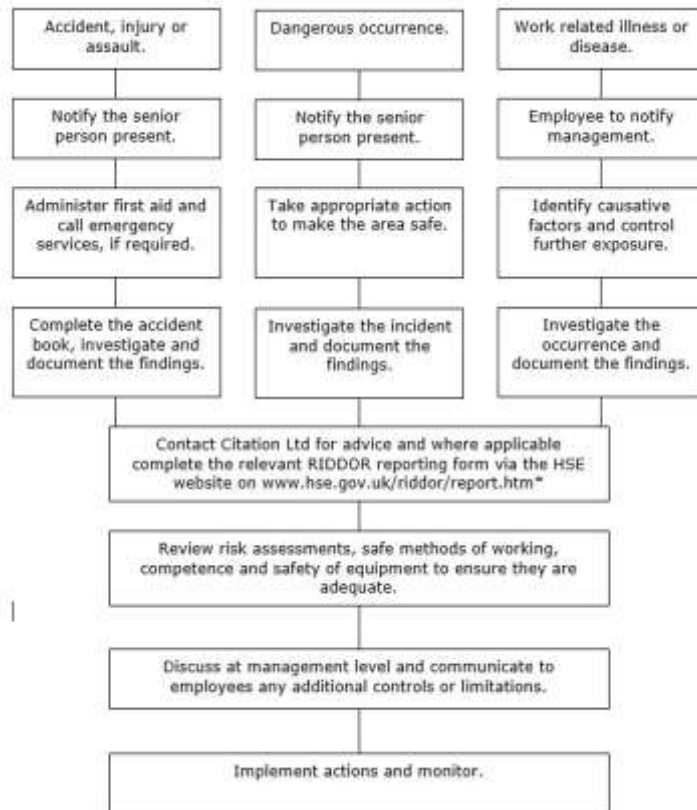 Accident, injury or
assault.
Dangerous occurrence.
Work related illness or
disease.
Notify the senior
person present.
Notify the senior
person present.
Employee to notify
management.
Administer first aid and
call emergency
services, if required.
Take appropriate action
to make the area safe.
Identify causative
factors and control
further exposure.
Complete the accident
book, investigate and
document the findings.
Investigate the incident
and document the
findings.
Investigate the
occurrence and
document the findings.
Contact Citation Ltd for advice and where applicable
complete the relevant RIDDOR reporting form via the HSE
website on www.hse.gov.uk/riddor/report.htm*
Review risk assessments, safe methods of working,
competence and safety of equipment to ensure they are
adequate.
Discuss at management level and communicate to
employees any additional controls or limitations.
Implement actions and monitor.